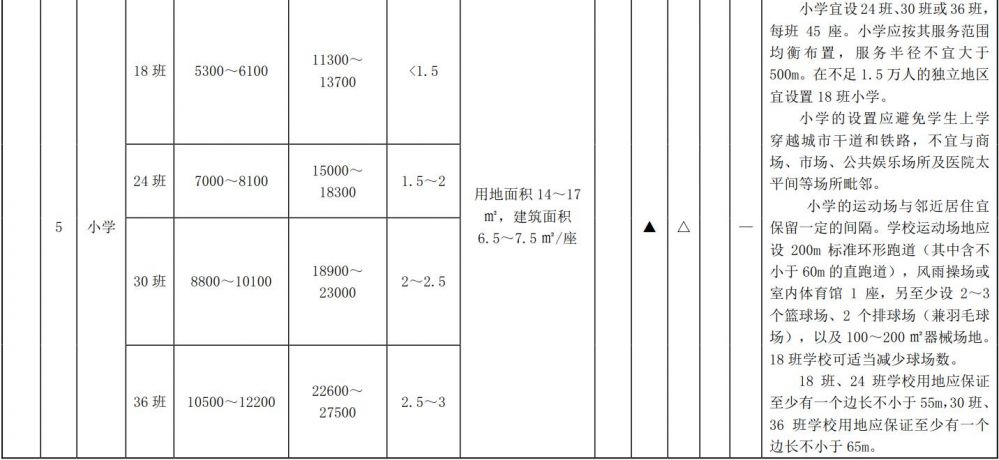 小学宜设 24 班、30 班或 36 班，
每班 45 座。小学应按其服务范围
均衡布置，服务半径不宜大于
500m。在不足 1.5 万人的独立地区
宜设置 18 班小学。
小学的设置应避免学生上学
穿越城市干道和铁路，不宜与商
场、市场、公共娱乐场所及医院太
平间等场所毗邻。
小学的运动场与邻近居住宜
保留一定的间隔。学校运动场地应
设 200m 标准环形跑道（其中含不
小于 60m 的直跑道），风雨操场或
室内体育馆 1 座，另至少设 2～3
个篮球场、2 个排球场（兼羽毛球
场），以及 100～200 ㎡器械场地。
18 班学校可适当减少球场数。
18 班、24 班学校用地应保证
至少有一个边长不小于 55m,30 班、
36 班学校用地应保证至少有一个
边长不小于 65m。
5
小学
18 班
5300～6100
11300～
13700
<1.5
24 班
7000～8100
15000～
18300
1.5～2
30 班
8800～10100
18900～
23000
2～2.5
36 班
10500～12200
22600～
27500
2.5～3
用地面积 14～17
㎡，建筑面积
6.5～7.5 ㎡/座
▲
△
—